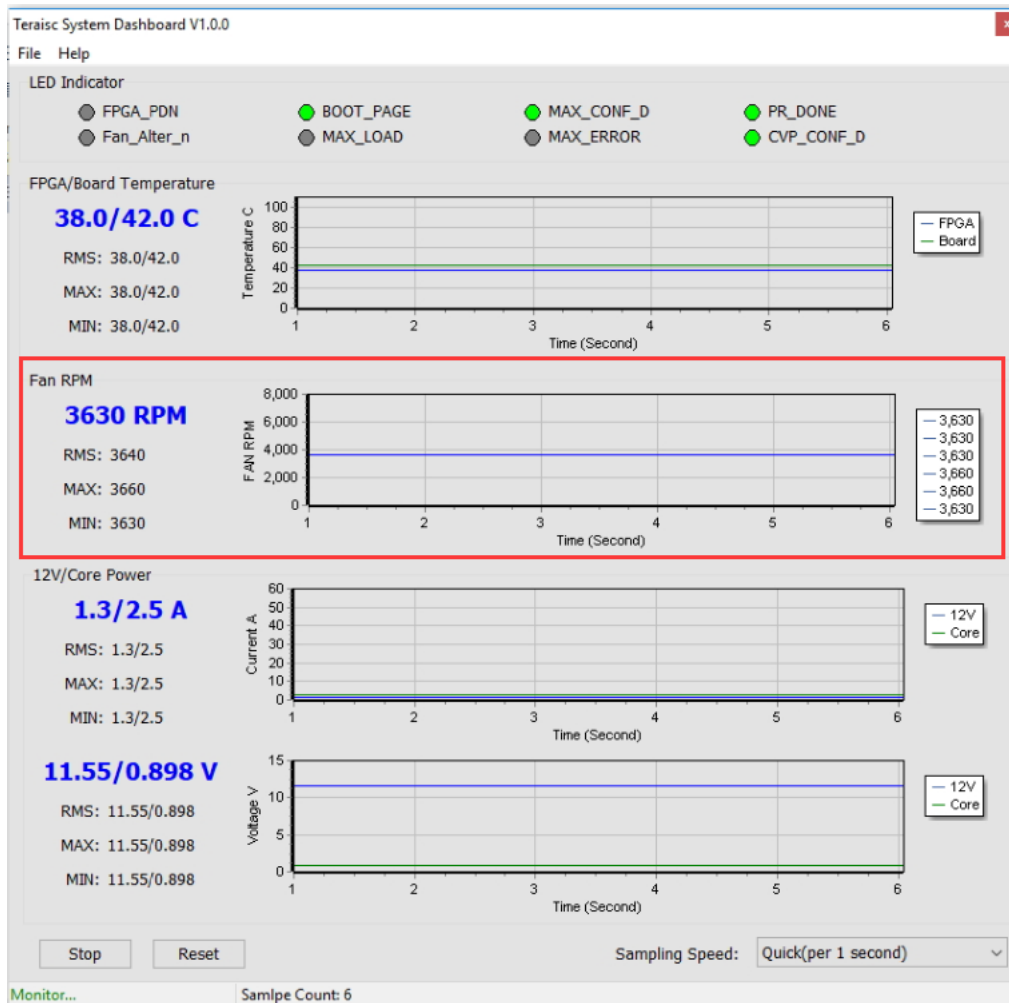 Teraisc System Dashboard V1.0.0
x
File Help
LED Indicator
FPGA_PDN BOOT_PAGE MAX_CONF_D PR_DONE
Fan_Alter_n MAX_LOAD MAX_ERROR CVP_CONF_D
FPGA/Board Temperature
38.0/42.0 C
RMS: 38.0/42.0
MAX: 38.0/42.0
MIN: 38.0/42.0
Temperature C
100
80
60
40
20
0
1 2 3 4 5 6
Time (Second)
FPGA
Board
Fan RPM
3630 RPM
RMS: 3640
MAX: 3660
MIN: 3630
FAN RPM
8,000
6,000
4,000
2,000
0
1 2 3 4 5 6
Time (Second)
3,630
3,630
3,630
3,660
3,660
3,630
12V/Core Power
1.3/2.5 A
RMS: 1.3/2.5
MAX: 1.3/2.5
MIN: 1.3/2.5
Current A
60
50
40
30
20
10
0
1 2 3 4 5 6
Time (Second)
12V
Core
11.55/0.898 V
RMS: 11.55/0.898
MAX: 11.55/0.898
MIN: 11.55/0.898
Voltage V
15
10
5
0
1 2 3 4 5 6
Time (Second)
12V
Core
Stop Reset Sampling Speed: Quick(per 1 second)
Monitor... Samlpe Count: 6